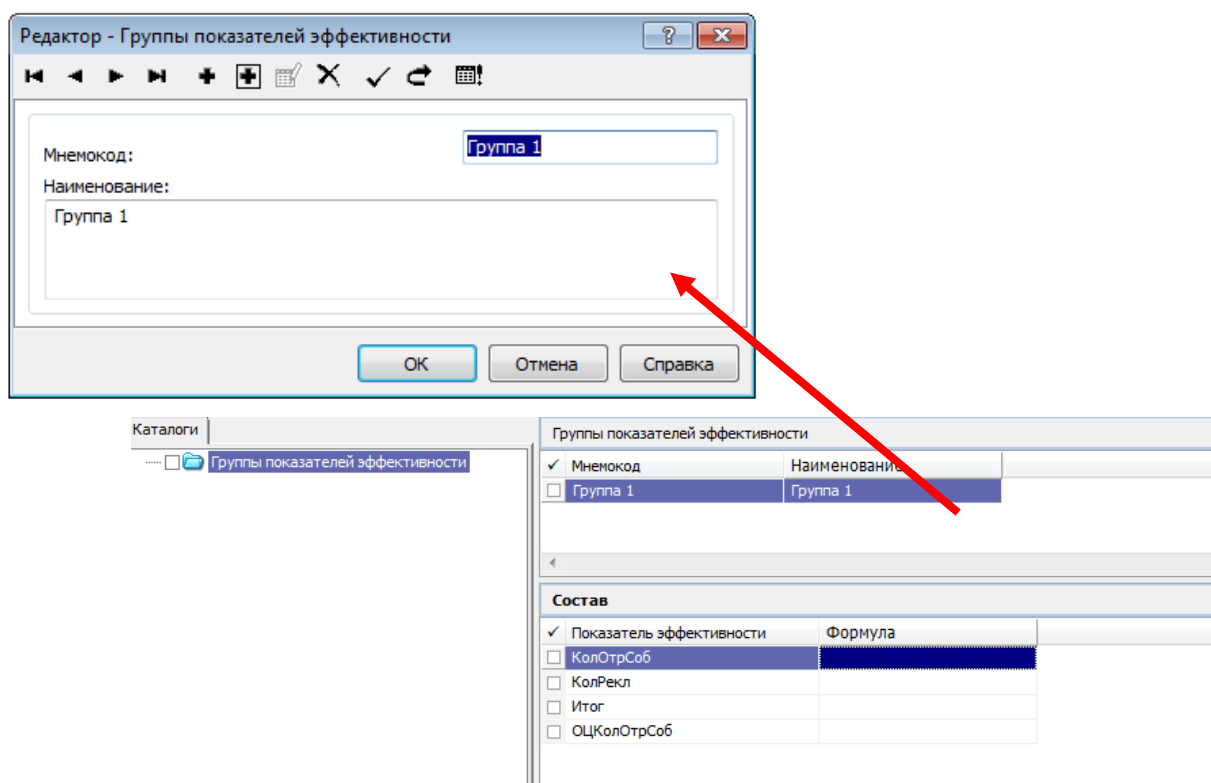 Редактор - Группы показателей эффективности
Мнемокод:
Группа 1
Наименование:
Группа 1
ОК
Отмена
Справка
Каталоги
Группы показателей эффективности
Группы показателей эффективности
Мнемокод Наименование
Группа 1 Группа 1
Состав
Показатель эффективности Формула
КолОтрСоб
КолРекл
Итог
ОЦКолОтрСоб